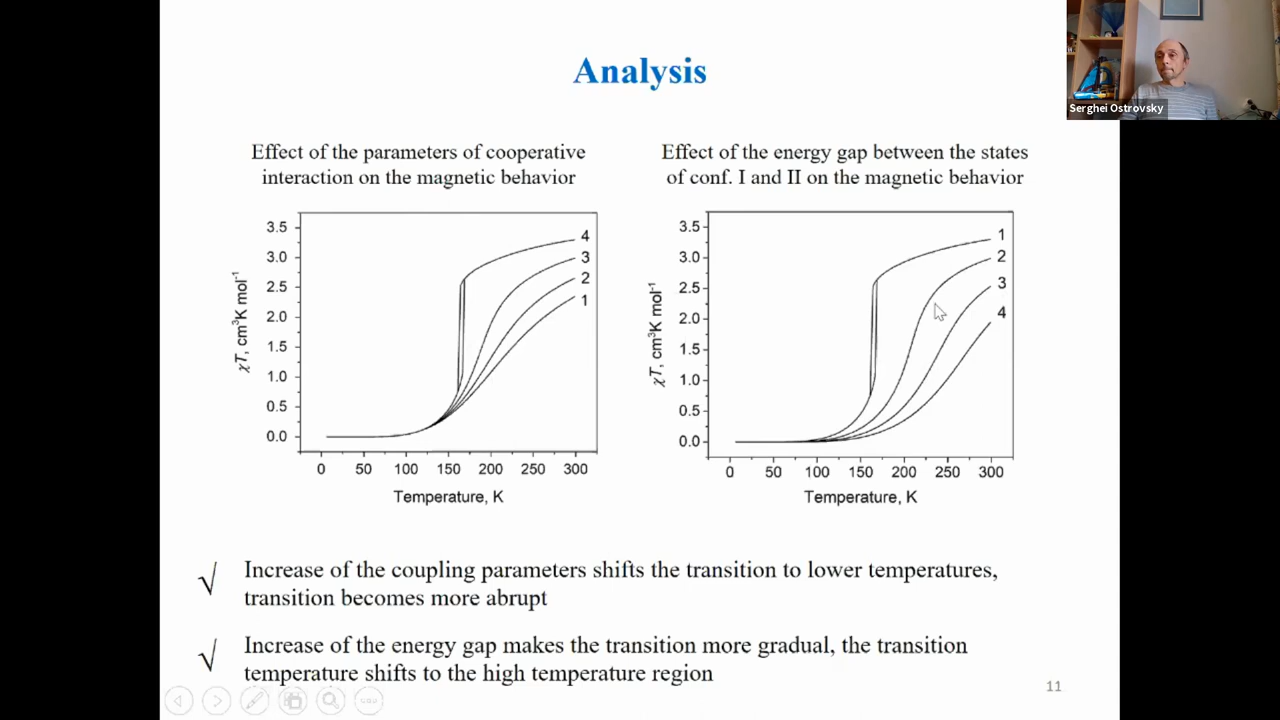 Analysis
Serghei Ostrovsky
Effect of the parameters of cooperative
interaction on the magnetic behavior
3.5
3.0
2.5
2.0
1.5
1.0
0.5
0.0
χT, cm³K mol⁻¹
4
3
2
1
0 50 100 150 200 250 300
Temperature, K
Effect of the energy gap between the states
of conf. I and II on the magnetic behavior
3.5
3.0
2.5
2.0
1.5
1.0
0.5
0.0
χT, cm³K mol⁻¹
1
2
3
4
0 50 100 150 200 250 300
Temperature, K
√ Increase of the coupling parameters shifts the transition to lower temperatures,
transition becomes more abrupt
√ Increase of the energy gap makes the transition more gradual, the transition
temperature shifts to the high temperature region
11